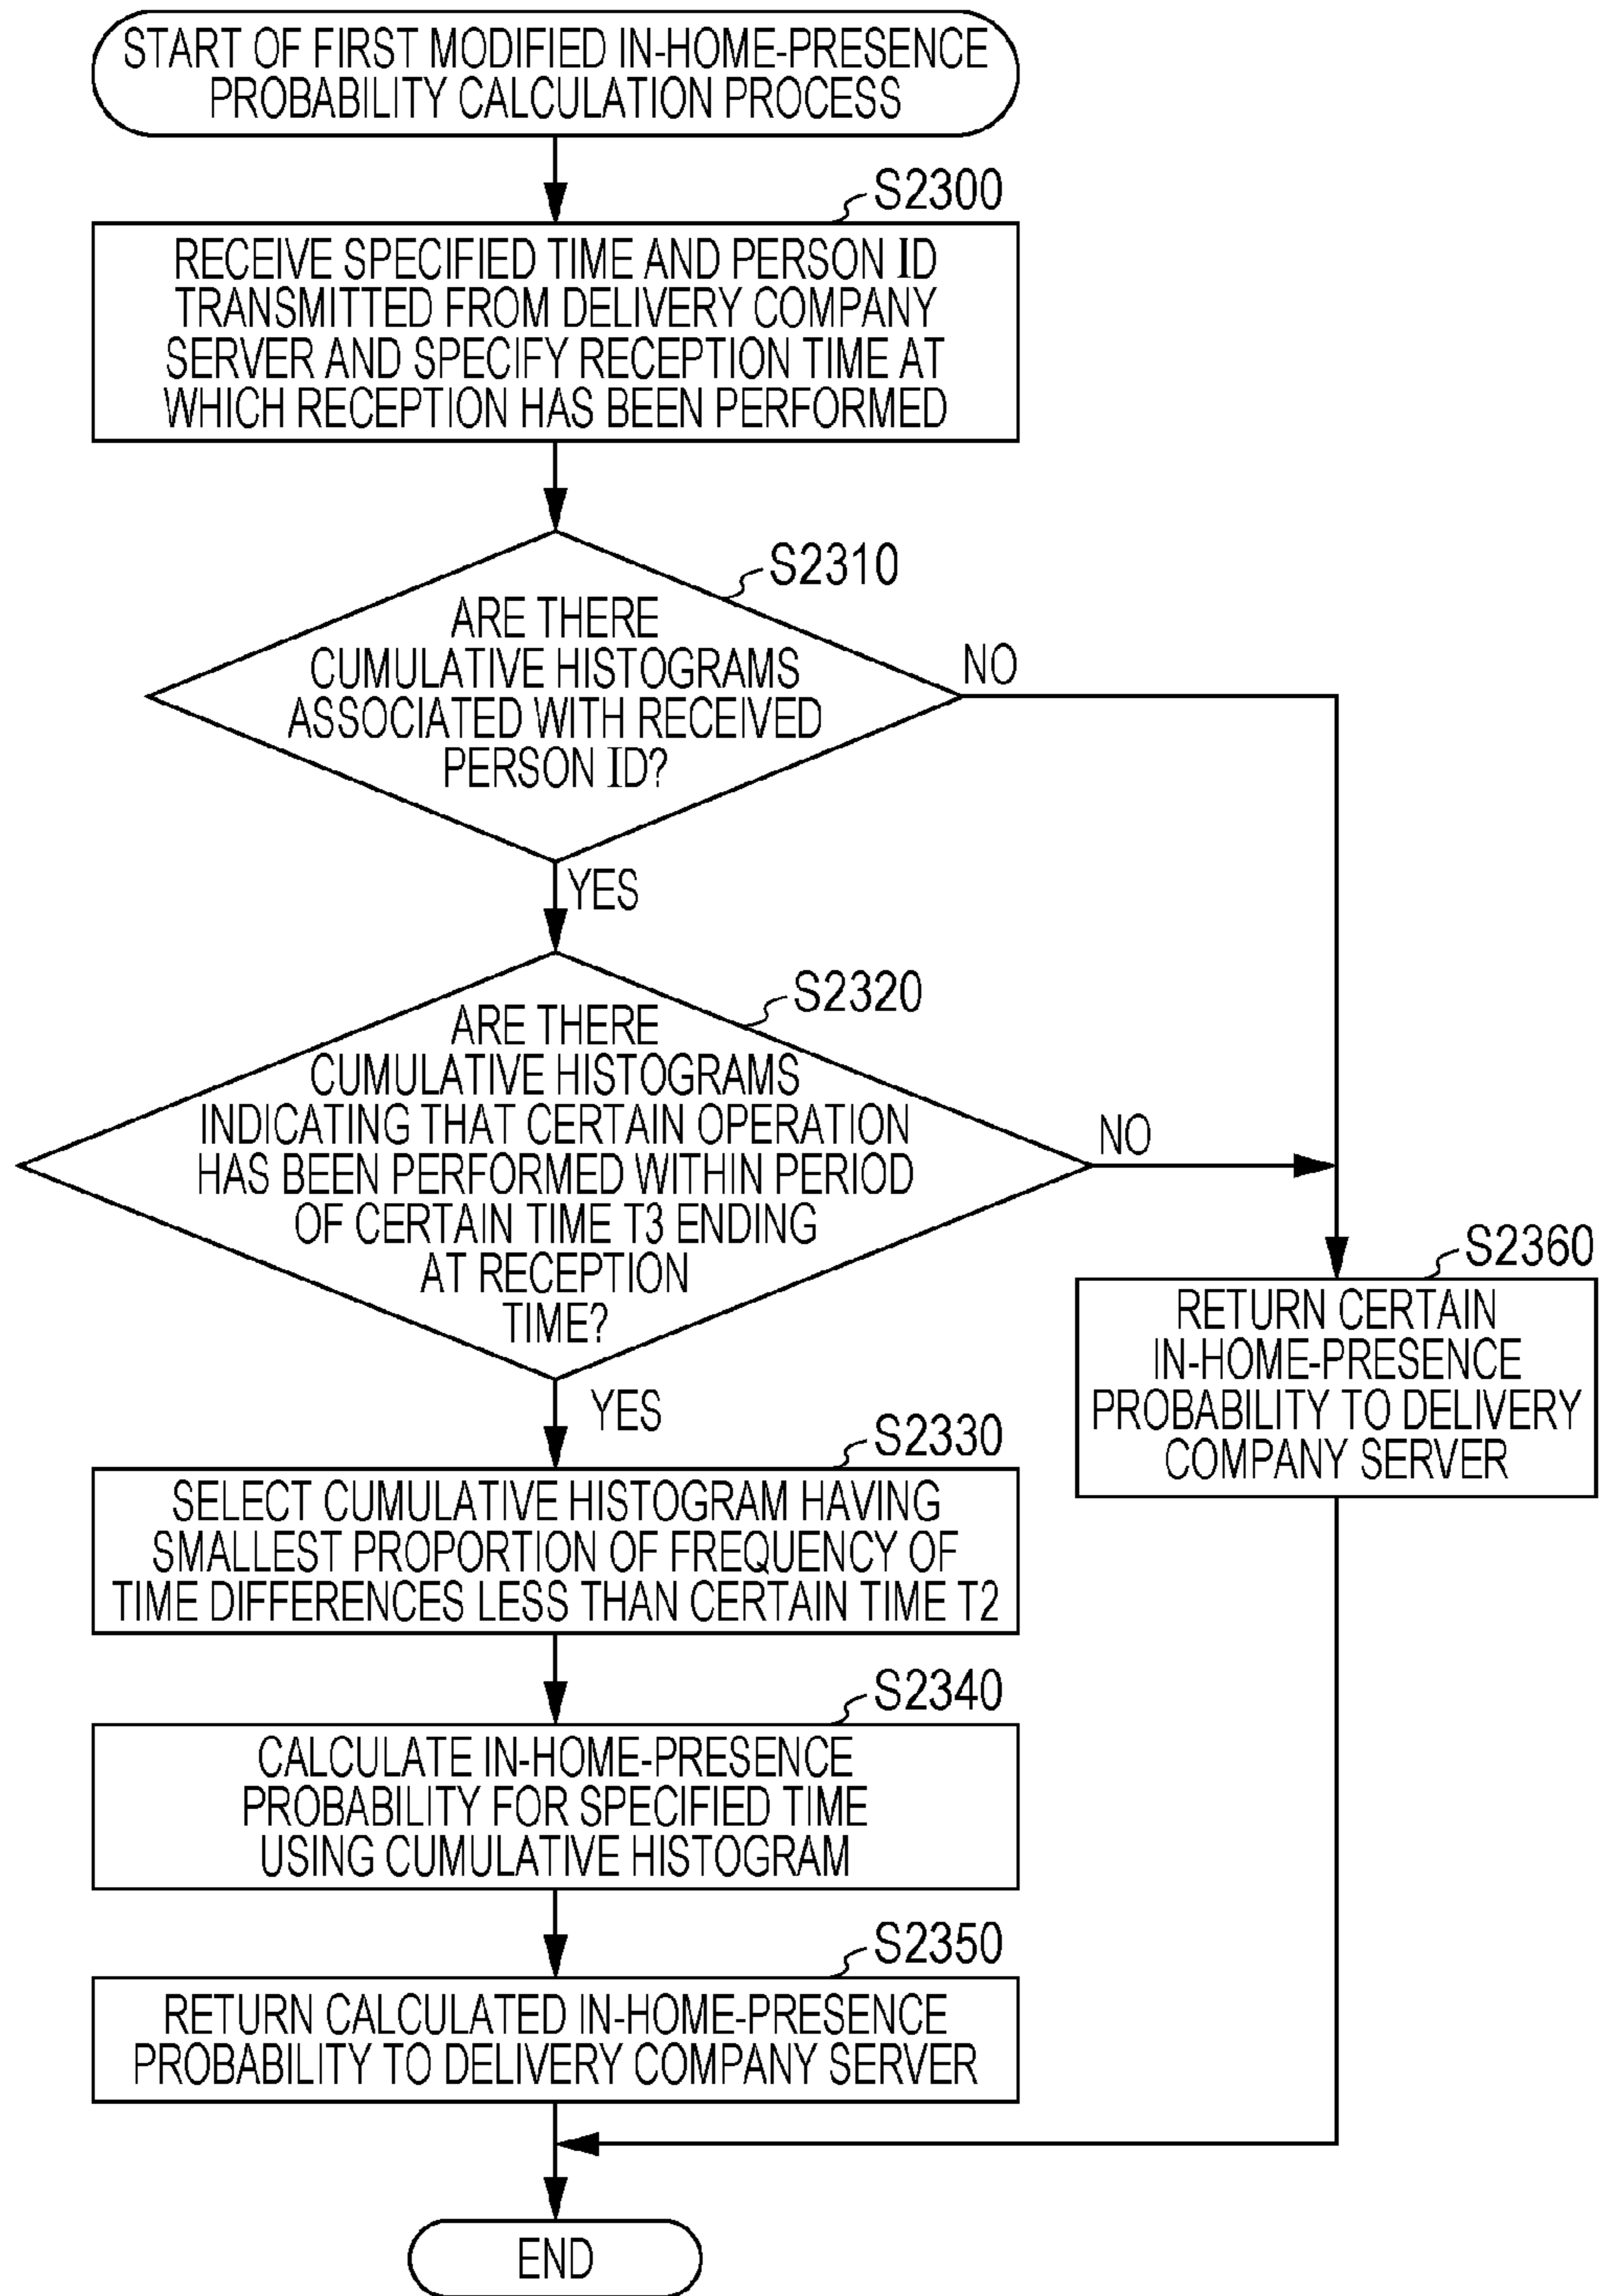 START OF FIRST MODIFIED IN-HOME-PRESENCE
PROBABILITY CALCULATION PROCESS
S2300
RECEIVE SPECIFIED TIME AND PERSON ID
TRANSMITTED FROM DELIVERY COMPANY
SERVER AND SPECIFY RECEPTION TIME AT
WHICH RECEPTION HAS BEEN PERFORMED
S2310
ARE THERE
CUMULATIVE HISTOGRAMS
ASSOCIATED WITH RECEIVED
PERSON ID?
NO
YES
S2320
ARE THERE
CUMULATIVE HISTOGRAMS
INDICATING THAT CERTAIN OPERATION
HAS BEEN PERFORMED WITHIN PERIOD
OF CERTAIN TIME T3 ENDING
AT RECEPTION
TIME?
NO
YES
S2360
RETURN CERTAIN
IN-HOME-PRESENCE
PROBABILITY TO DELIVERY
COMPANY SERVER
S2330
SELECT CUMULATIVE HISTOGRAM HAVING
SMALLEST PROPORTION OF FREQUENCY OF
TIME DIFFERENCES LESS THAN CERTAIN TIME T2
S2340
CALCULATE IN-HOME-PRESENCE
PROBABILITY FOR SPECIFIED TIME
USING CUMULATIVE HISTOGRAM
S2350
RETURN CALCULATED IN-HOME-PRESENCE
PROBABILITY TO DELIVERY COMPANY SERVER
END